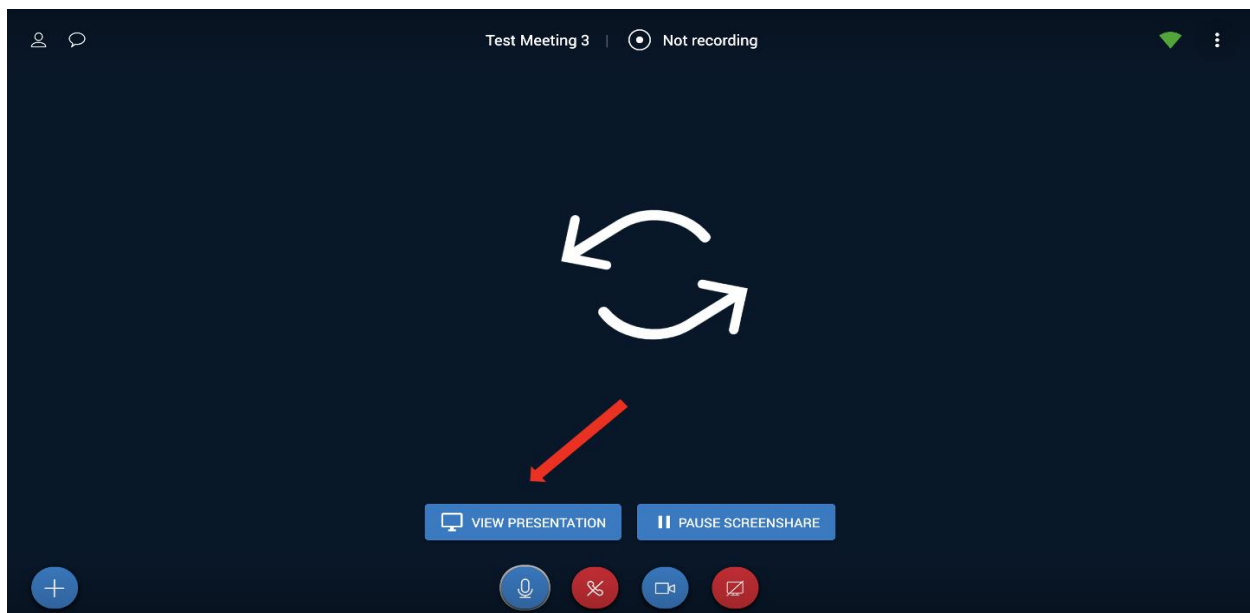 Test Meeting 3 | Not recording
VIEW PRESENTATION
PAUSE SCREENSHARE